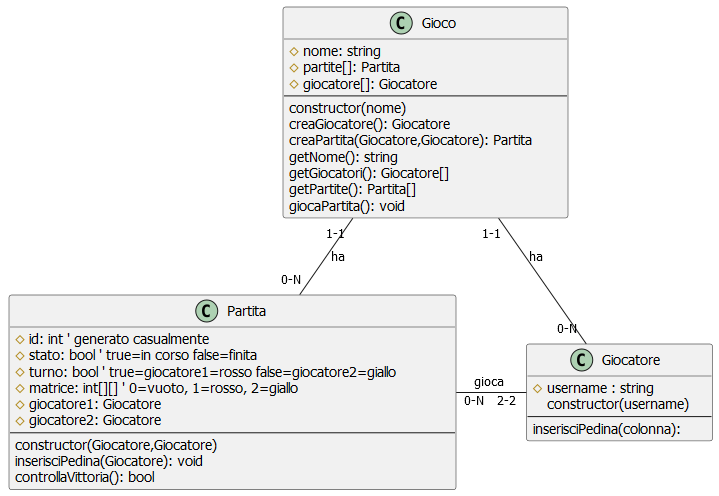 C Gioco
nome: string
partite[]: Partita
giocatore[]: Giocatore
constructor(nome)
creaGiocatore(): Giocatore
creaPartita(Giocatore,Giocatore): Partita
getNome(): string
getGiocatori(): Giocatore[]
getPartite(): Partita[]
giocaPartita(): void
1-1
1-1
ha
ha
0-N
0-N
C Partita
id: int ' generato casualmente
stato: bool ' true=in corso false=finita
turno: bool ' true=giocatore1=rosso false=giocatore2=giallo
matrice: int[][] ' 0=vuoto, 1=rosso, 2=giallo
giocatore1: Giocatore
giocatore2: Giocatore
constructor(Giocatore,Giocatore)
inserisciPedina(Giocatore): void
controllaVittoria(): bool
gioca
0-N 2-2
C Giocatore
username : string
constructor(username)
inserisciPedina(colonna):